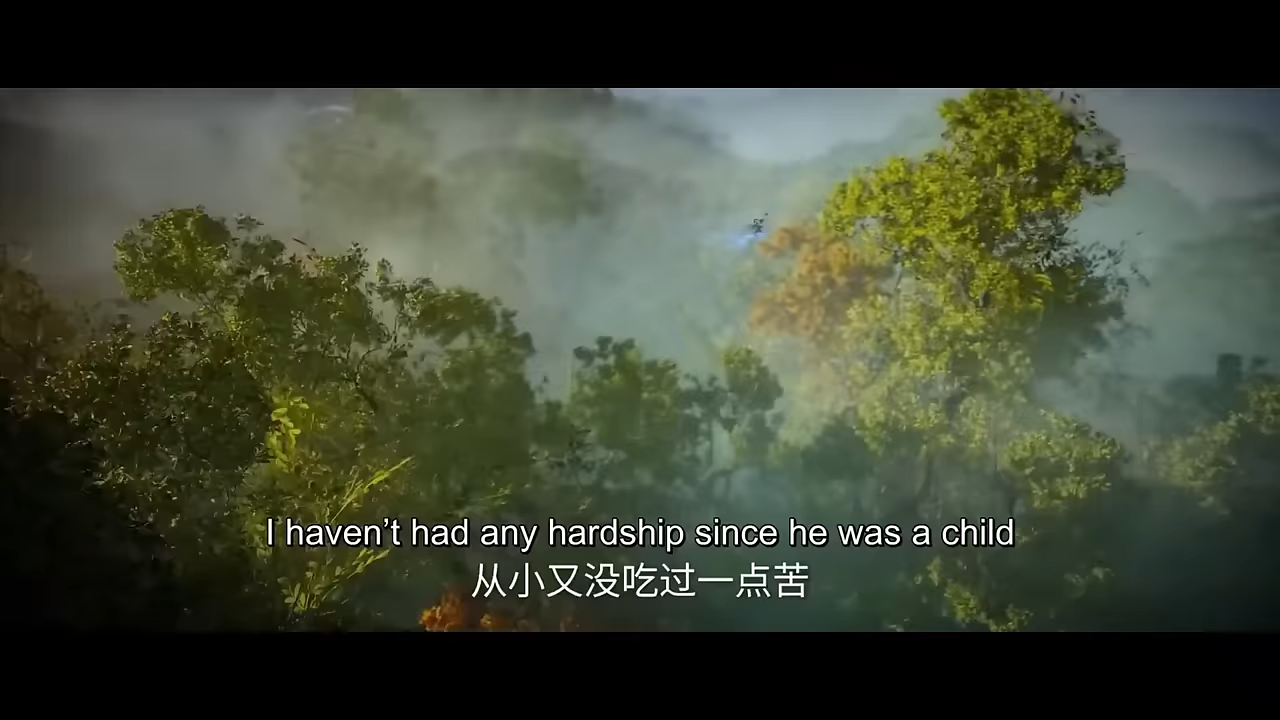 I haven’t had any hardship since he was a child
从小又没吃过一点苦